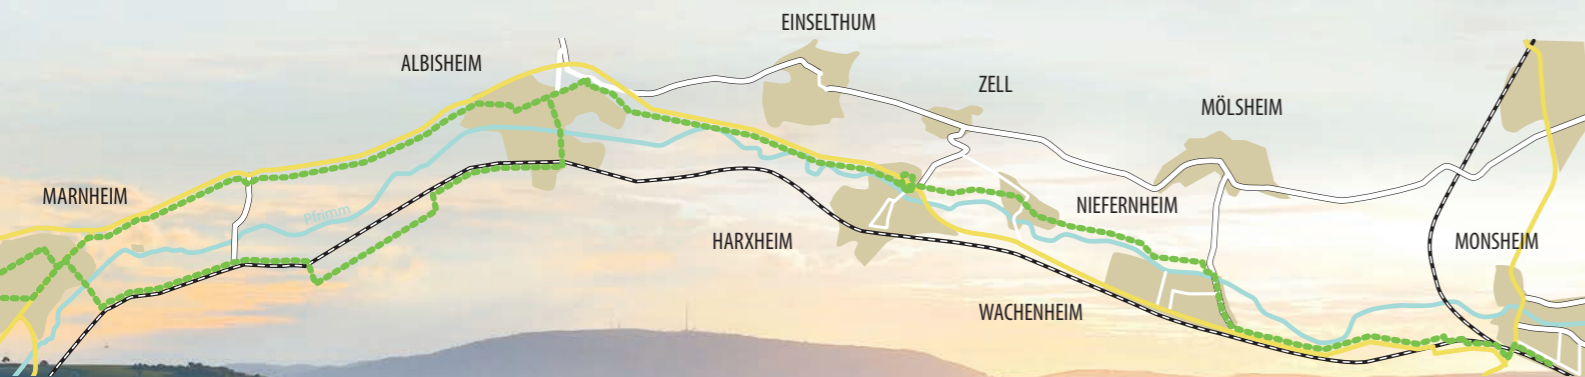 EINSELTHUM
ALBISHEIM
ZELL
MÖLSHEIM
MARNHEIM
Pfrimm
NIEFERNHEIM
HARXHEIM
MONSHEIM
WACHENHEIM